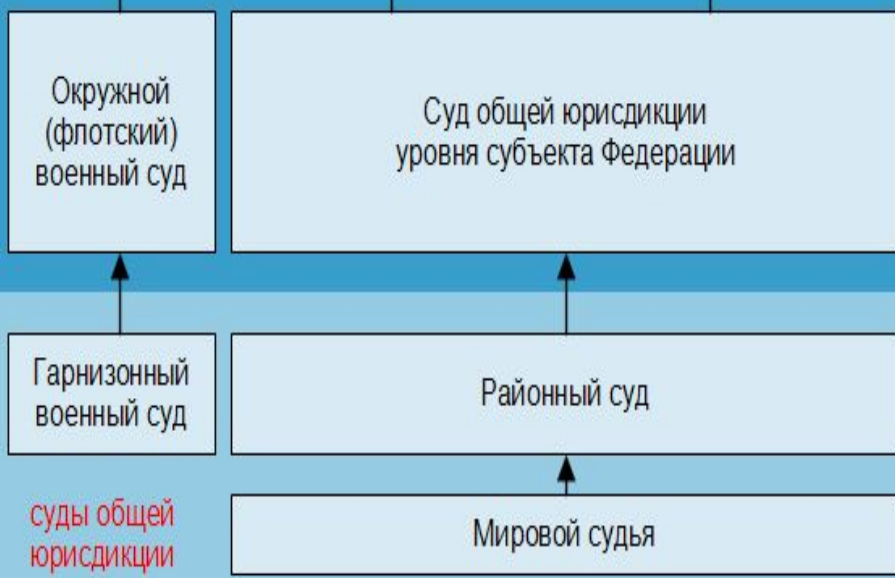 Окружной
(флотский)
военный суд
Суд общей юрисдикции
уровня субъекта Федерации
Гарнизонный
военный суд
Районный суд
суды общей
юрисдикции
Мировой судья